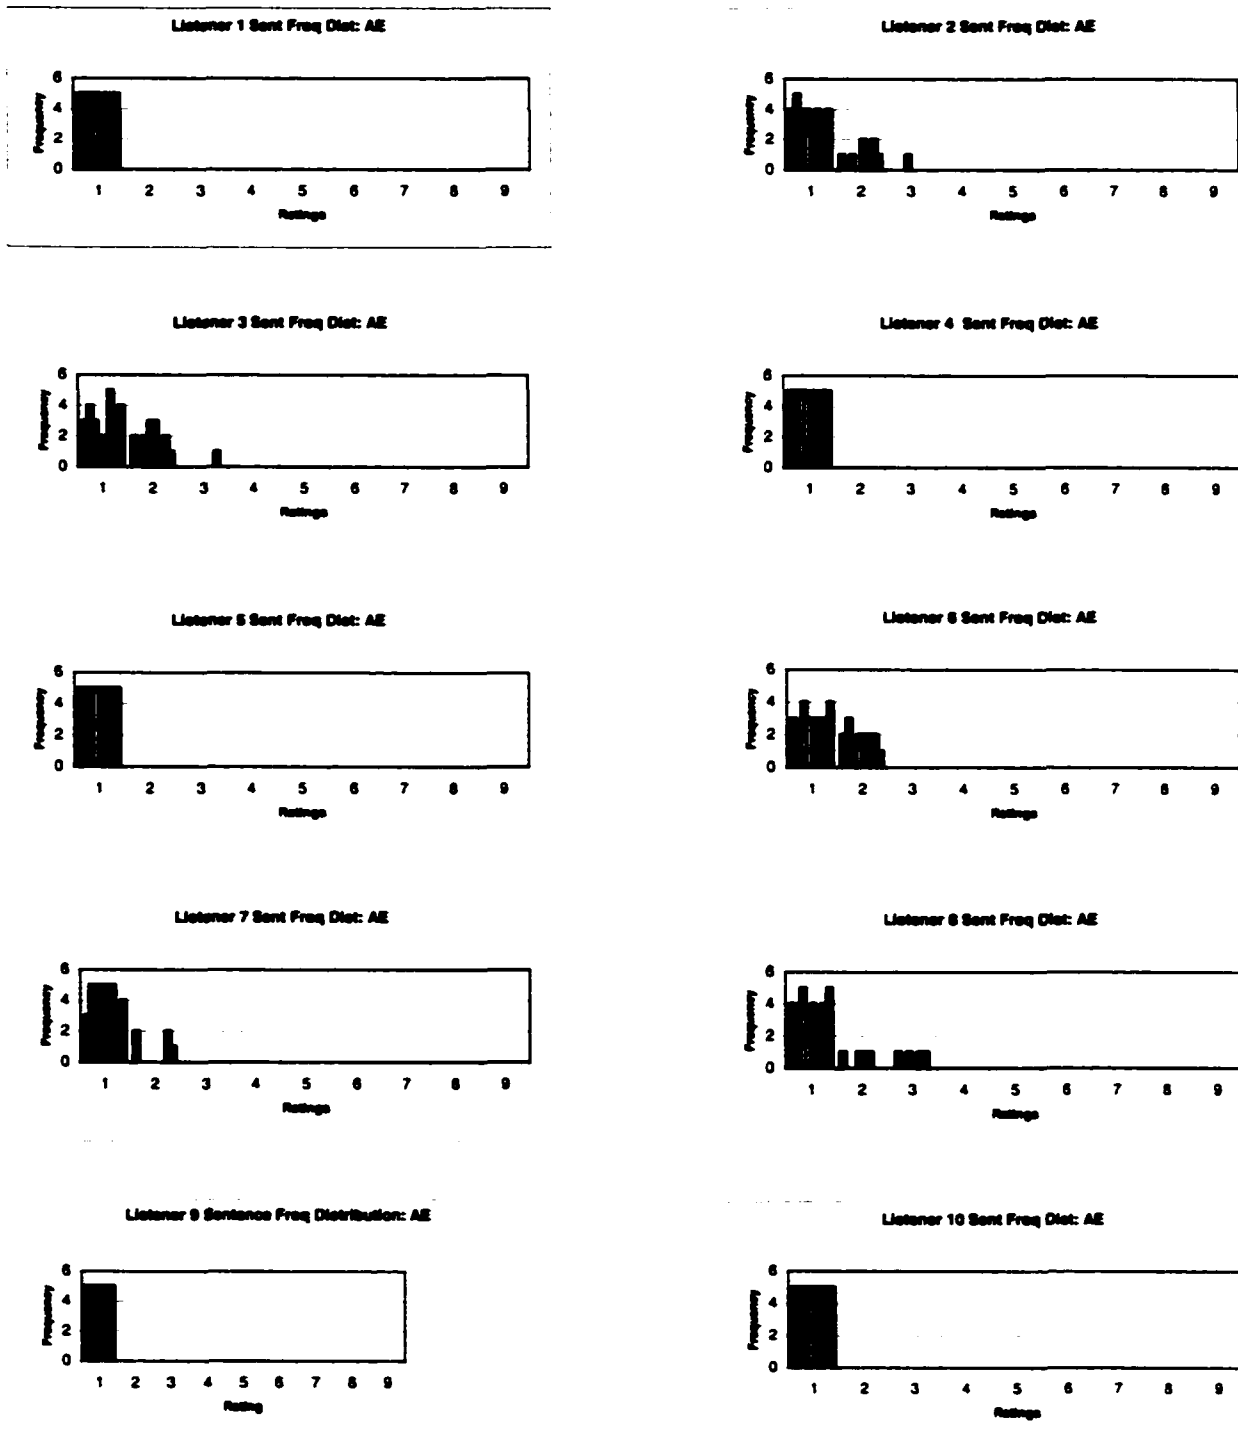 Listener 1 Sent Freq Dist: AE
6
4
2
0
Frequency
1 2 3 4 5 6 7 8 9
Ratings
Listener 2 Sent Freq Dist: AE
6
4
2
0
Frequency
1 2 3 4 5 6 7 8 9
Ratings
Listener 3 Sent Freq Dist: AE
6
4
2
0
Frequency
1 2 3 4 5 6 7 8 9
Ratings
Listener 4 Sent Freq Dist: AE
6
4
2
0
Frequency
1 2 3 4 5 6 7 8 9
Ratings
Listener 5 Sent Freq Dist: AE
6
4
2
0
Frequency
1 2 3 4 5 6 7 8 9
Ratings
Listener 6 Sent Freq Dist: AE
6
4
2
0
Frequency
1 2 3 4 5 6 7 8 9
Ratings
Listener 7 Sent Freq Dist: AE
6
4
2
0
Frequency
1 2 3 4 5 6 7 8 9
Ratings
Listener 8 Sent Freq Dist: AE
6
4
2
0
Frequency
1 2 3 4 5 6 7 8 9
Ratings
Listener 9 Sentence Freq Distribution: AE
6
4
2
0
Frequency
1 2 3 4 5 6 7 8 9
Rating
Listener 10 Sent Freq Dist: AE
6
4
2
0
Frequency
1 2 3 4 5 6 7 8 9
Ratings